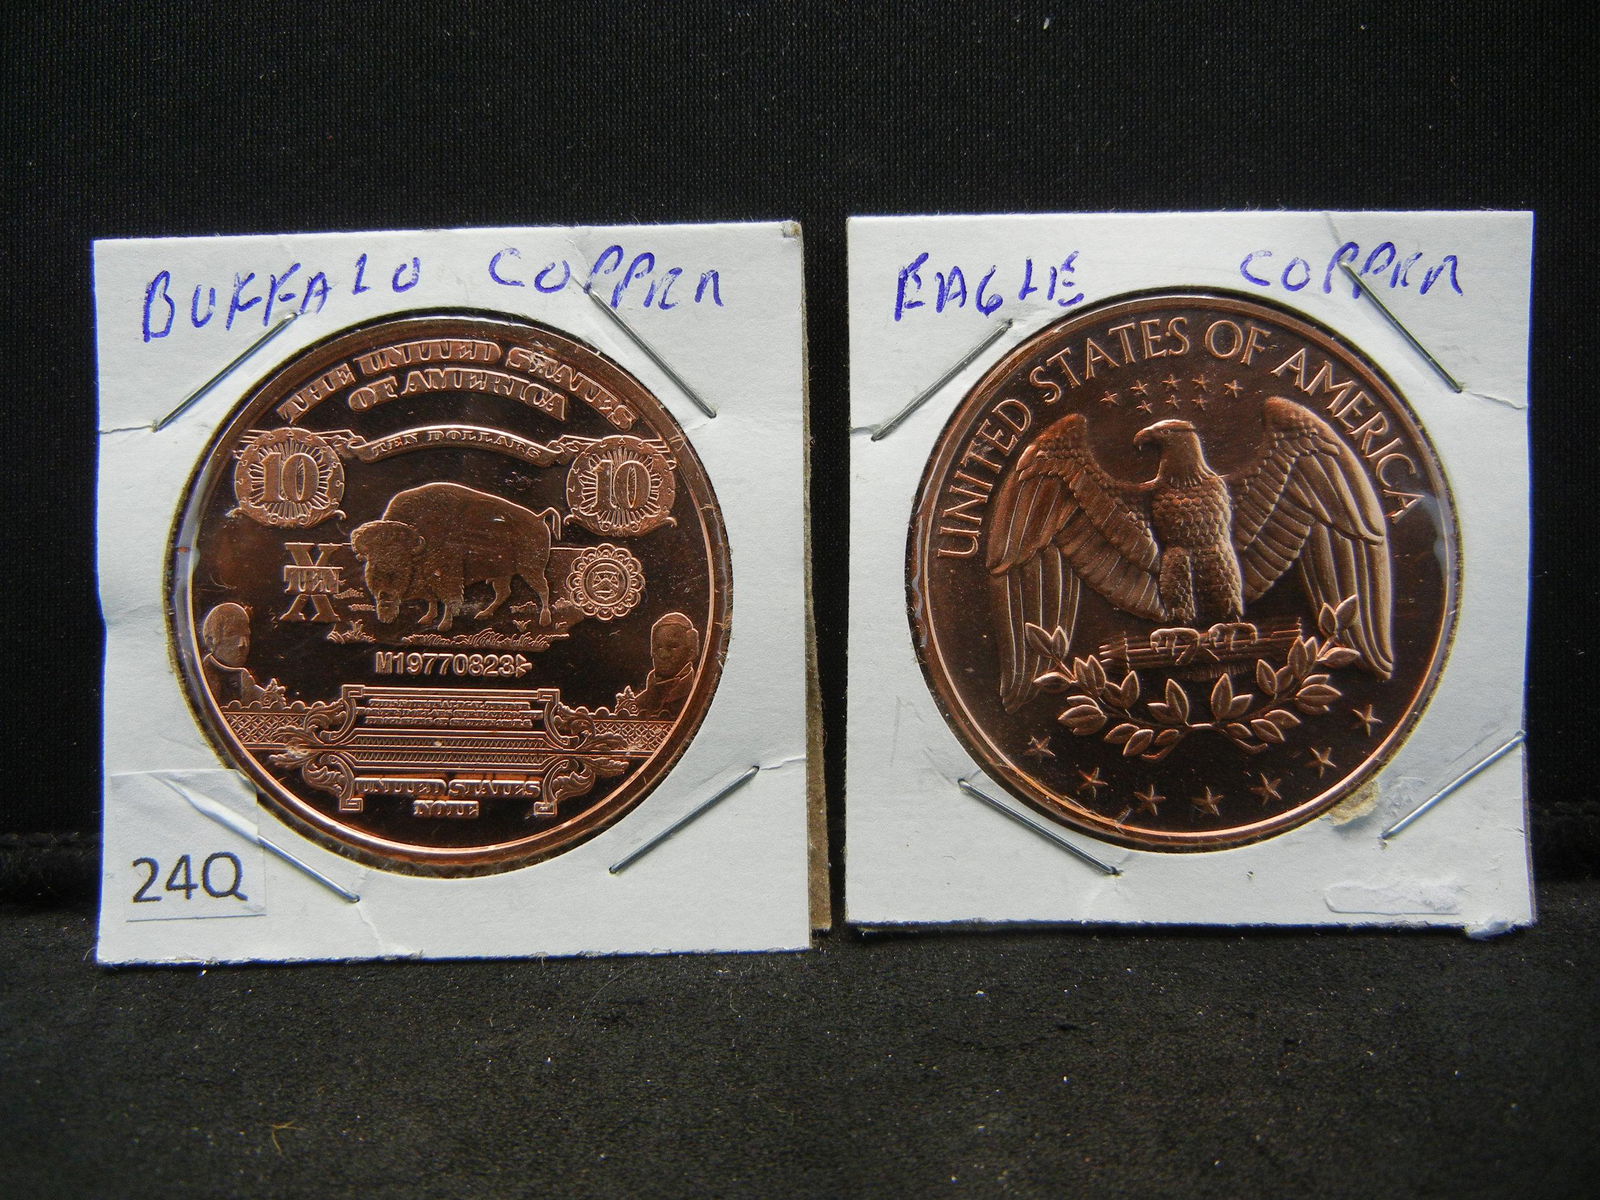 BUFFALO COPPER
THE UNITED STATES
OF AMERICA
TEN DOLLARS
10 10
TEN
M19770823
UNITED STATES
NOTE
24Q
EAGLE COPPER
UNITED STATES OF AMERICA